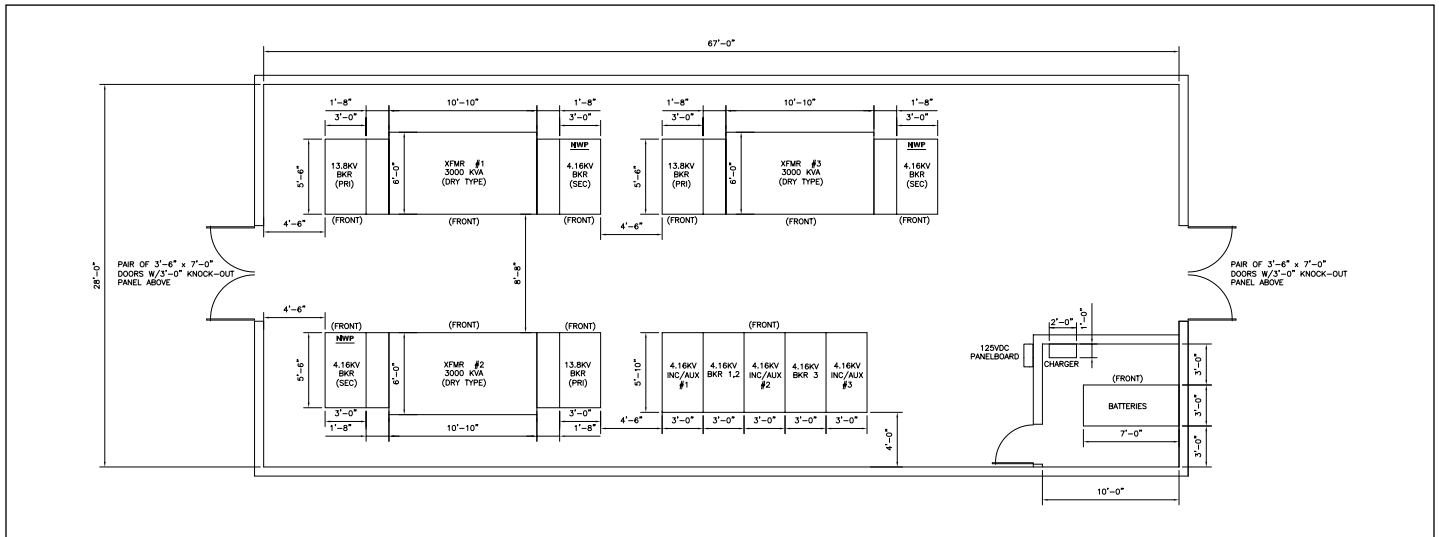 67'-0"
1'-8" 10'-10" 1'-8" 1'-8" 10'-10" 1'-8"
3'-0" 3'-0" 3'-0" 3'-0"
5'-6"
13.8KV
BKR
(PRI)
6'-0"
XFMR #1
3000 KVA
(DRY TYPE)
NWP
4.16KV
BKR
(SEC)
5'-6"
13.8KV
BKR
(PRI)
6'-0"
XFMR #3
3000 KVA
(DRY TYPE)
NWP
4.16KV
BKR
(SEC)
(FRONT) (FRONT) (FRONT) (FRONT) (FRONT) (FRONT)
4'-6" 4'-6"
28'-0"
PAIR OF 3'-6" x 7'-0"
DOORS W/3'-0" KNOCK-OUT
PANEL ABOVE
8'-8"
PAIR OF 3'-6" x 7'-0"
DOORS W/3'-0" KNOCK-OUT
PANEL ABOVE
4'-6"
(FRONT) (FRONT) (FRONT) (FRONT)
5'-6"
NWP
4.16KV
BKR
(SEC)
6'-0"
XFMR #2
3000 KVA
(DRY TYPE)
13.8KV
BKR
(PRI)
5'-10"
4.16KV
INC/AUX
#1
4.16KV
BKR 1,2
4.16KV
INC/AUX
#2
4.16KV
BKR 3
4.16KV
INC/AUX
#3
3'-0" 3'-0"
1'-8" 10'-10" 1'-8"
4'-6" 3'-0" 3'-0" 3'-0" 3'-0" 3'-0"
4'-0"
125VDC
PANELBOARD
2'-0"
1'-0"
CHARGER
3'-0"
(FRONT)
BATTERIES
3'-0"
7'-0"
3'-0"
10'-0"